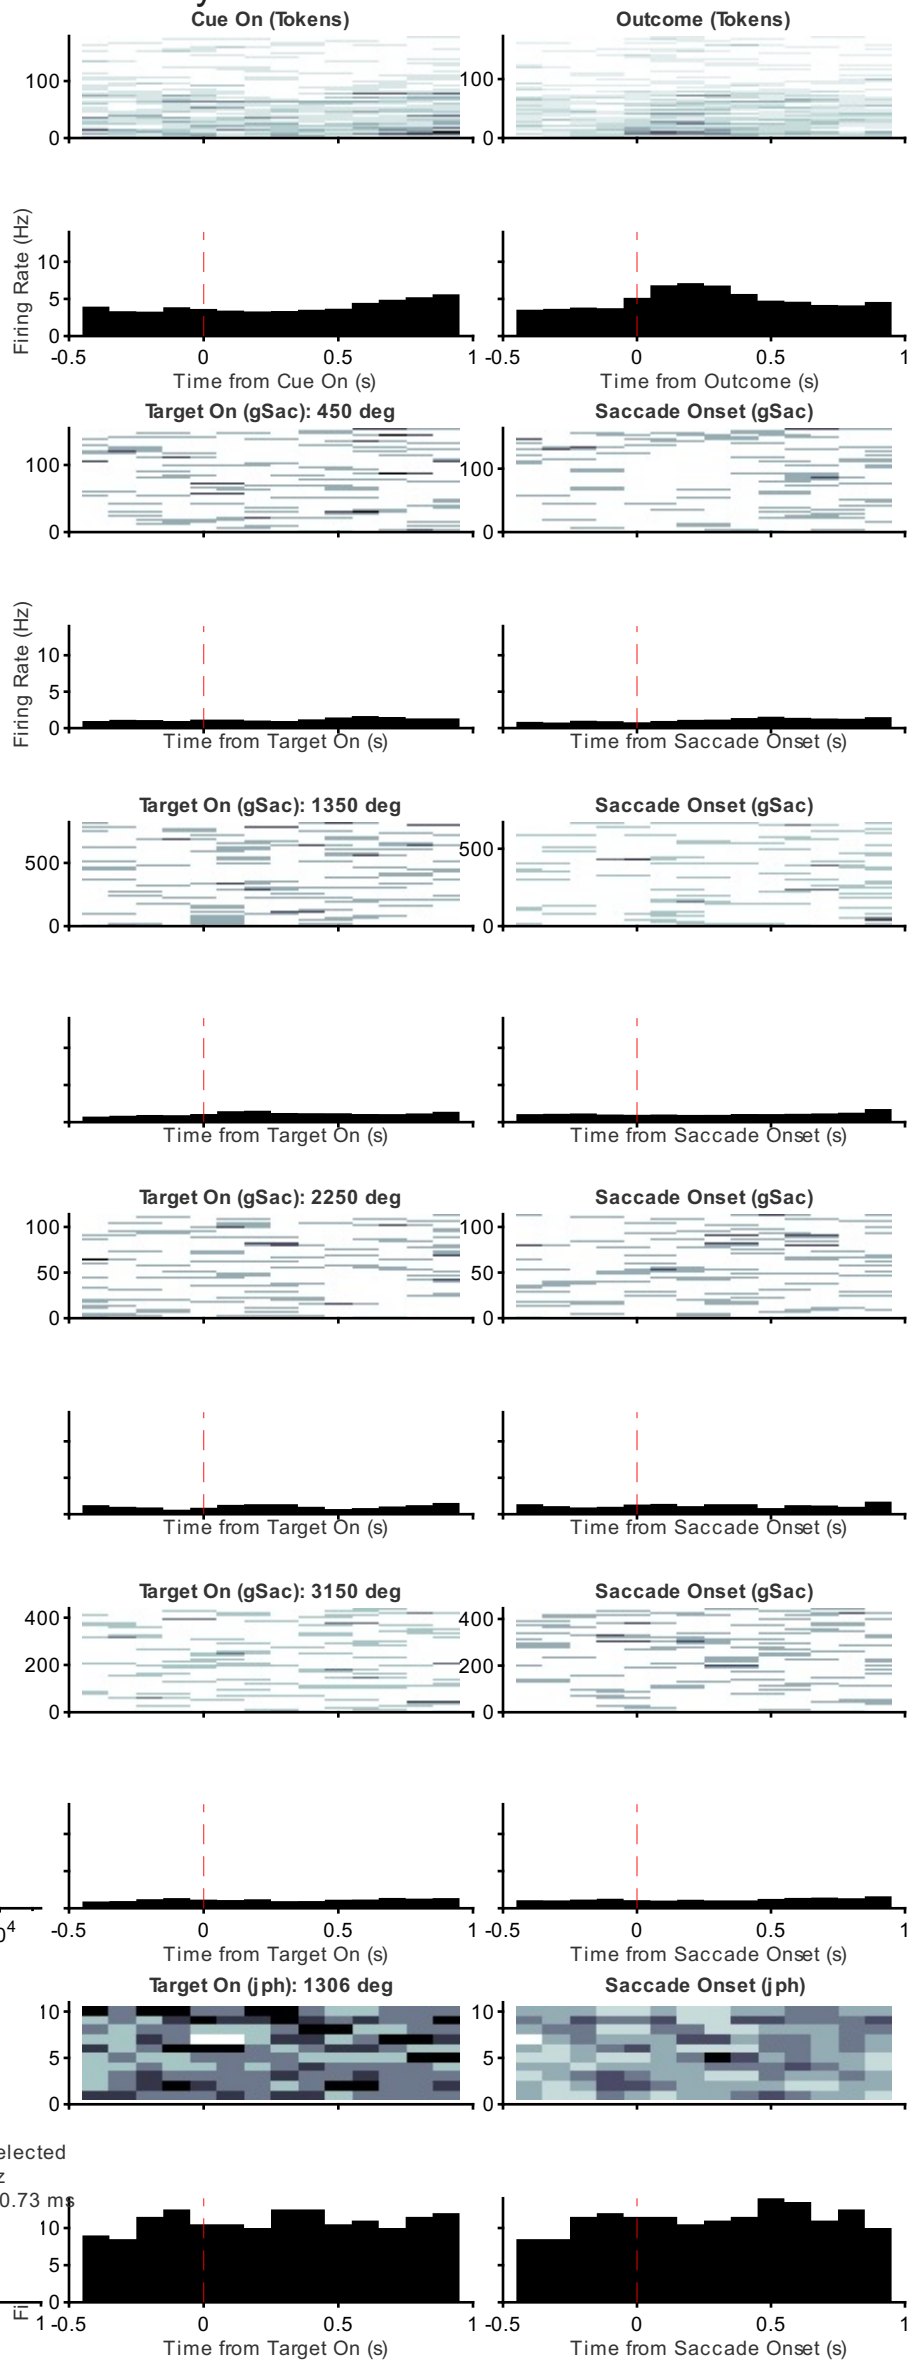 y
Cue On (Tokens)
Outcome (Tokens)
100
0
100
0
Firing Rate (Hz)
10
5
0
-0.5 0 0.5 1
-0.5 0 0.5 1
Time from Cue On (s)
Time from Outcome (s)
Target On (gSac): 450 deg
Saccade Onset (gSac)
100
0
100
0
Firing Rate (Hz)
10
5
0
Time from Target On (s)
Time from Saccade Onset (s)
Target On (gSac): 1350 deg
Saccade Onset (gSac)
500
0
500
0
Time from Target On (s)
Time from Saccade Onset (s)
Target On (gSac): 2250 deg
Saccade Onset (gSac)
100
50
0
100
50
0
Time from Target On (s)
Time from Saccade Onset (s)
Target On (gSac): 3150 deg
Saccade Onset (gSac)
400
200
0
400
200
0
04
-0.5 0 0.5 1
-0.5 0 0.5 1
Time from Target On (s)
Time from Saccade Onset (s)
Target On (jph): 1306 deg
Saccade Onset (jph)
10
5
0
10
5
0
elected
z
0.73 ms
10
5
0
Fi
1
-0.5 0 0.5 1
-0.5 0 0.5 1
Time from Target On (s)
Time from Saccade Onset (s)